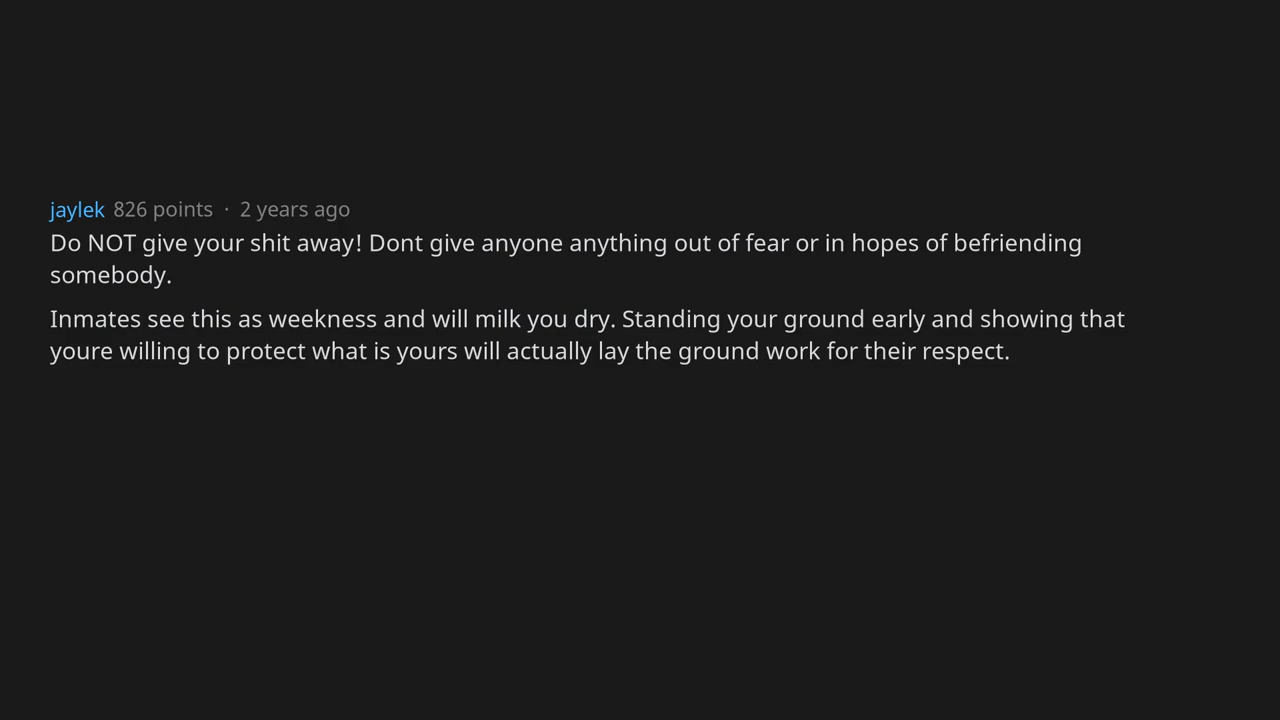 jaylek 826 points · 2 years ago
Do NOT give your shit away! Dont give anyone anything out of fear or in hopes of befriending
somebody.
Inmates see this as weekness and will milk you dry. Standing your ground early and showing that
youre willing to protect what is yours will actually lay the ground work for their respect.